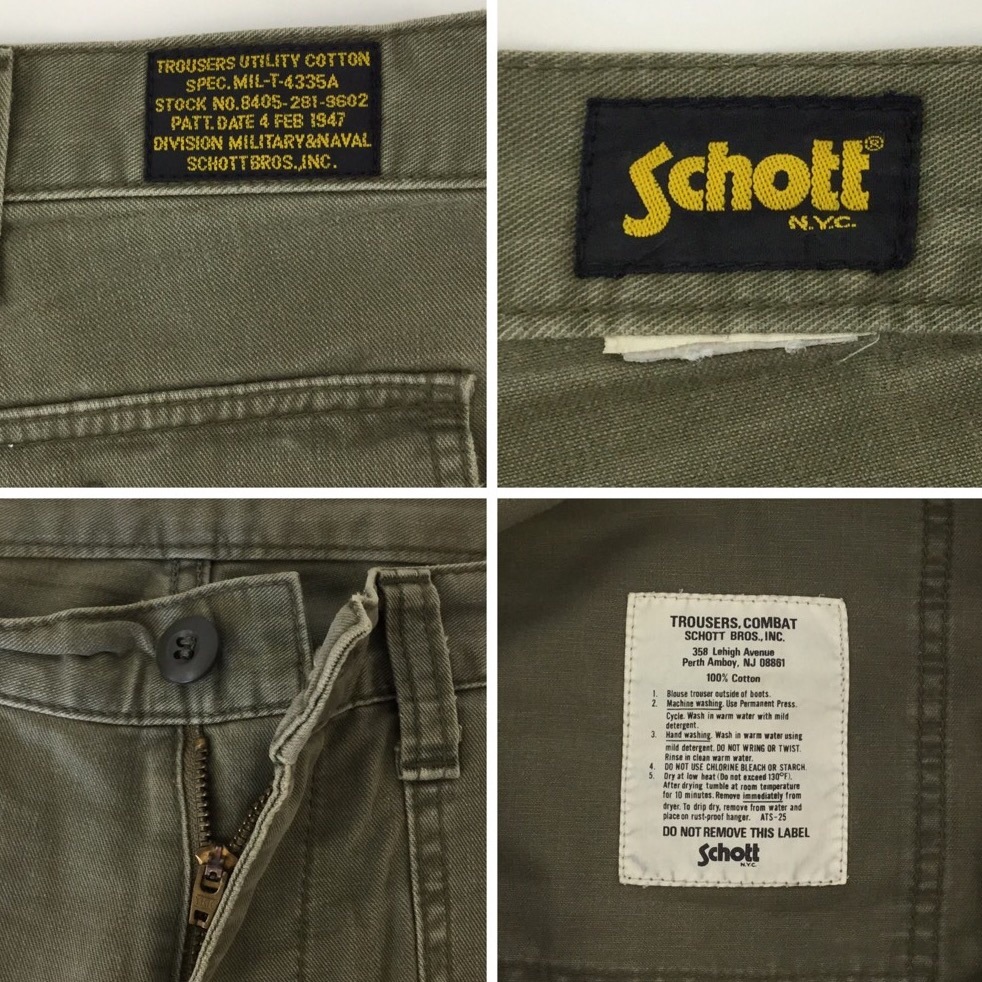 TROUSERS UTILITY COTTON
SPEC. MIL-T-4335A
STOCK NO. 8405-281-9602
PATT. DATE 4 FEB 1947
DIVISION MILITARY&NAVAL
SCHOTT BROS., INC.
Schott®
N.Y.C.
TROUSERS, COMBAT
SCHOTT BROS., INC.
358 Lehigh Avenue
Perth Amboy, NJ 08861
100% Cotton
1. Blouse trouser outside of boots.
2. Machine washing. Use Permanent Press.
Cycle. Wash in warm water with mild
detergent.
3. Hand washing. Wash in warm water using
mild detergent. DO NOT WRING OR TWIST.
Rinse in clean warm water.
4. DO NOT USE CHLORINE BLEACH OR STARCH.
5. Dry at low heat (Do not exceed 130°F).
After drying tumble at room temperature
for 10 minutes. Remove immediately from
dryer. To drip dry, remove from water and
place on rust-proof hanger. ATS-25
DO NOT REMOVE THIS LABEL
Schott
N.Y.C.